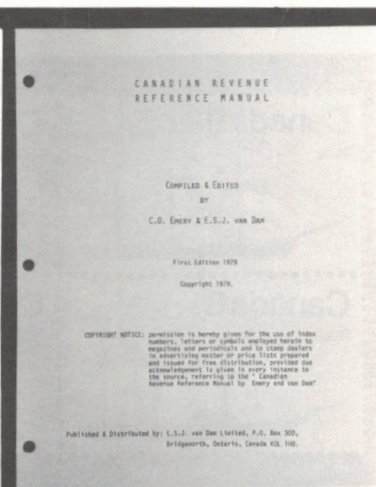 CANADIAN REVENUE
REFERENCE MANUAL
COMPILED & EDITED
BY
C.D. EMERY & E.S.J. VAN DAM
First Edition 1979
Copyright 1979.
COPYRIGHT NOTICE: permission is hereby given for the use of index
numbers, letters or symbols employed herein to
magazines and periodicals and to stamp dealers
in advertising matter or price lists prepared
and issued for free distribution, provided due
acknowledgement is given in every instance to
the source, referring to the " Canadian
Revenue Reference Manual by Emery and van Dam"
Published & Distributed by: E.S.J. van Dam Limited, P.O. Box 300,
Bridgenorth, Ontario, Canada K0L 1H0.